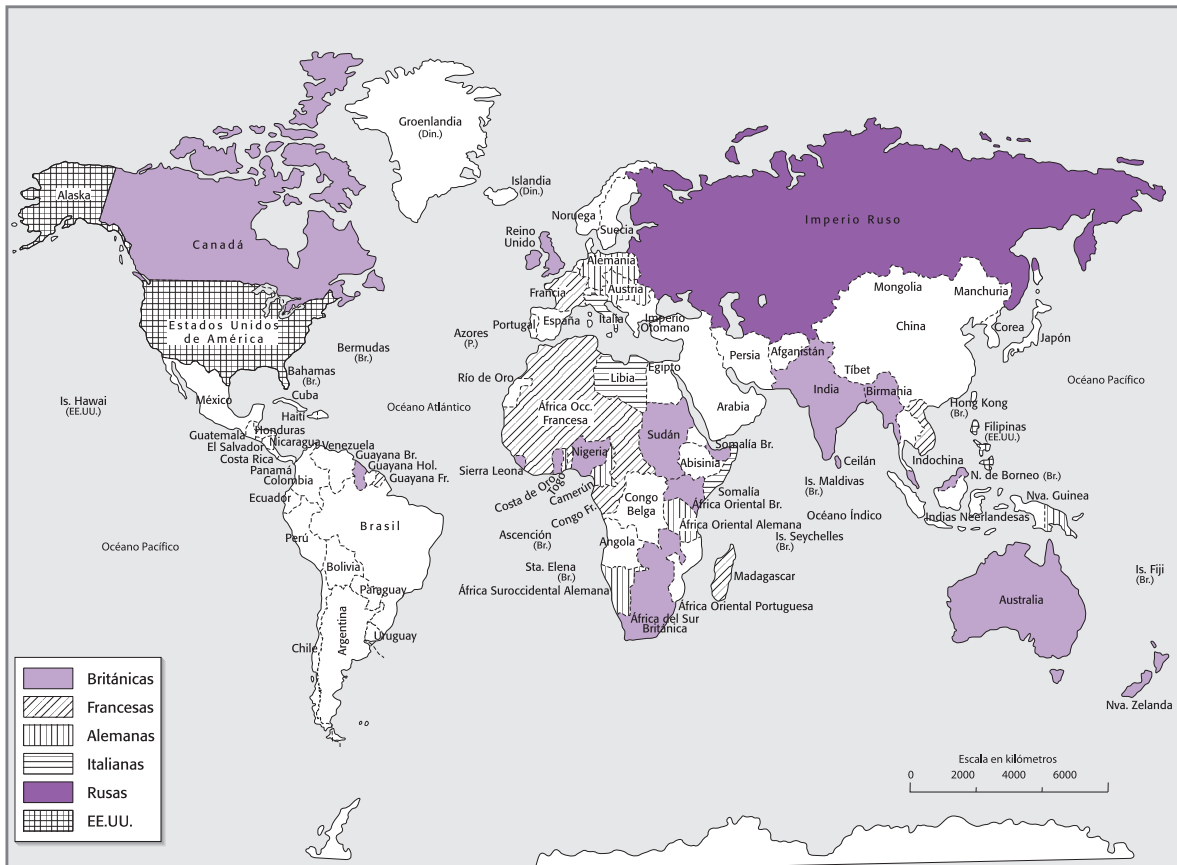 Groenlandia
(Din.)
Islandia
(Din.)
Alaska
Canadá
Noruega
Suecia
Imperio Ruso
Reino
Unido
Alemania
Austria
Francia
Mongolia
Manchuria
Estados Unidos
de América
Azores
(P.)
Portugal
España
Italia
Imperio
Otomano
China
Corea
Japón
Bermudas
(Br.)
Persia
Afganistán
Tíbet
Egipto
Bahamas
(Br.)
Río de Oro
Libia
India
Birmania
Océano Pacífico
Is. Hawai
(EE.UU.)
México
Cuba
Haití
Océano Atlántico
África Occ.
Francesa
Arabia
Hong Kong
(Br.)
Honduras
Guatemala
El Salvador
Nicaragua
Costa Rica
Panamá
Colombia
Ecuador
Venezuela
Guayana Br.
Guayana Hol.
Guayana Fr.
Sierra Leona
Costa de Oro
Togo
Nigeria
Camerún
Congo Fr.
Sudán
Somalía Br.
Abisinia
Somalía
Filipinas
(EE.UU.)
Ceilán
Indochina
N. de Borneo (Br.)
Is. Maldivas
(Br.)
Congo
Belga
África Oriental Br.
Océano Índico
Nva. Guinea
Indias Neerlandesas
Brasil
Perú
Océano Pacífico
Ascención
(Br.)
Angola
África Oriental Alemana
Is. Seychelles
(Br.)
Bolivia
Sta. Elena
(Br.)
Madagascar
Is. Fiji
(Br.)
Paraguay
África Suroccidental Alemana
África Oriental Portuguesa
Australia
África del Sur
Británica
Chile
Argentina
Uruguay
Nva. Zelanda
Británicas
Francesas
Alemanas
Italianas
Rusas
EE.UU.
Escala en kilómetros
0 2000 4000 6000